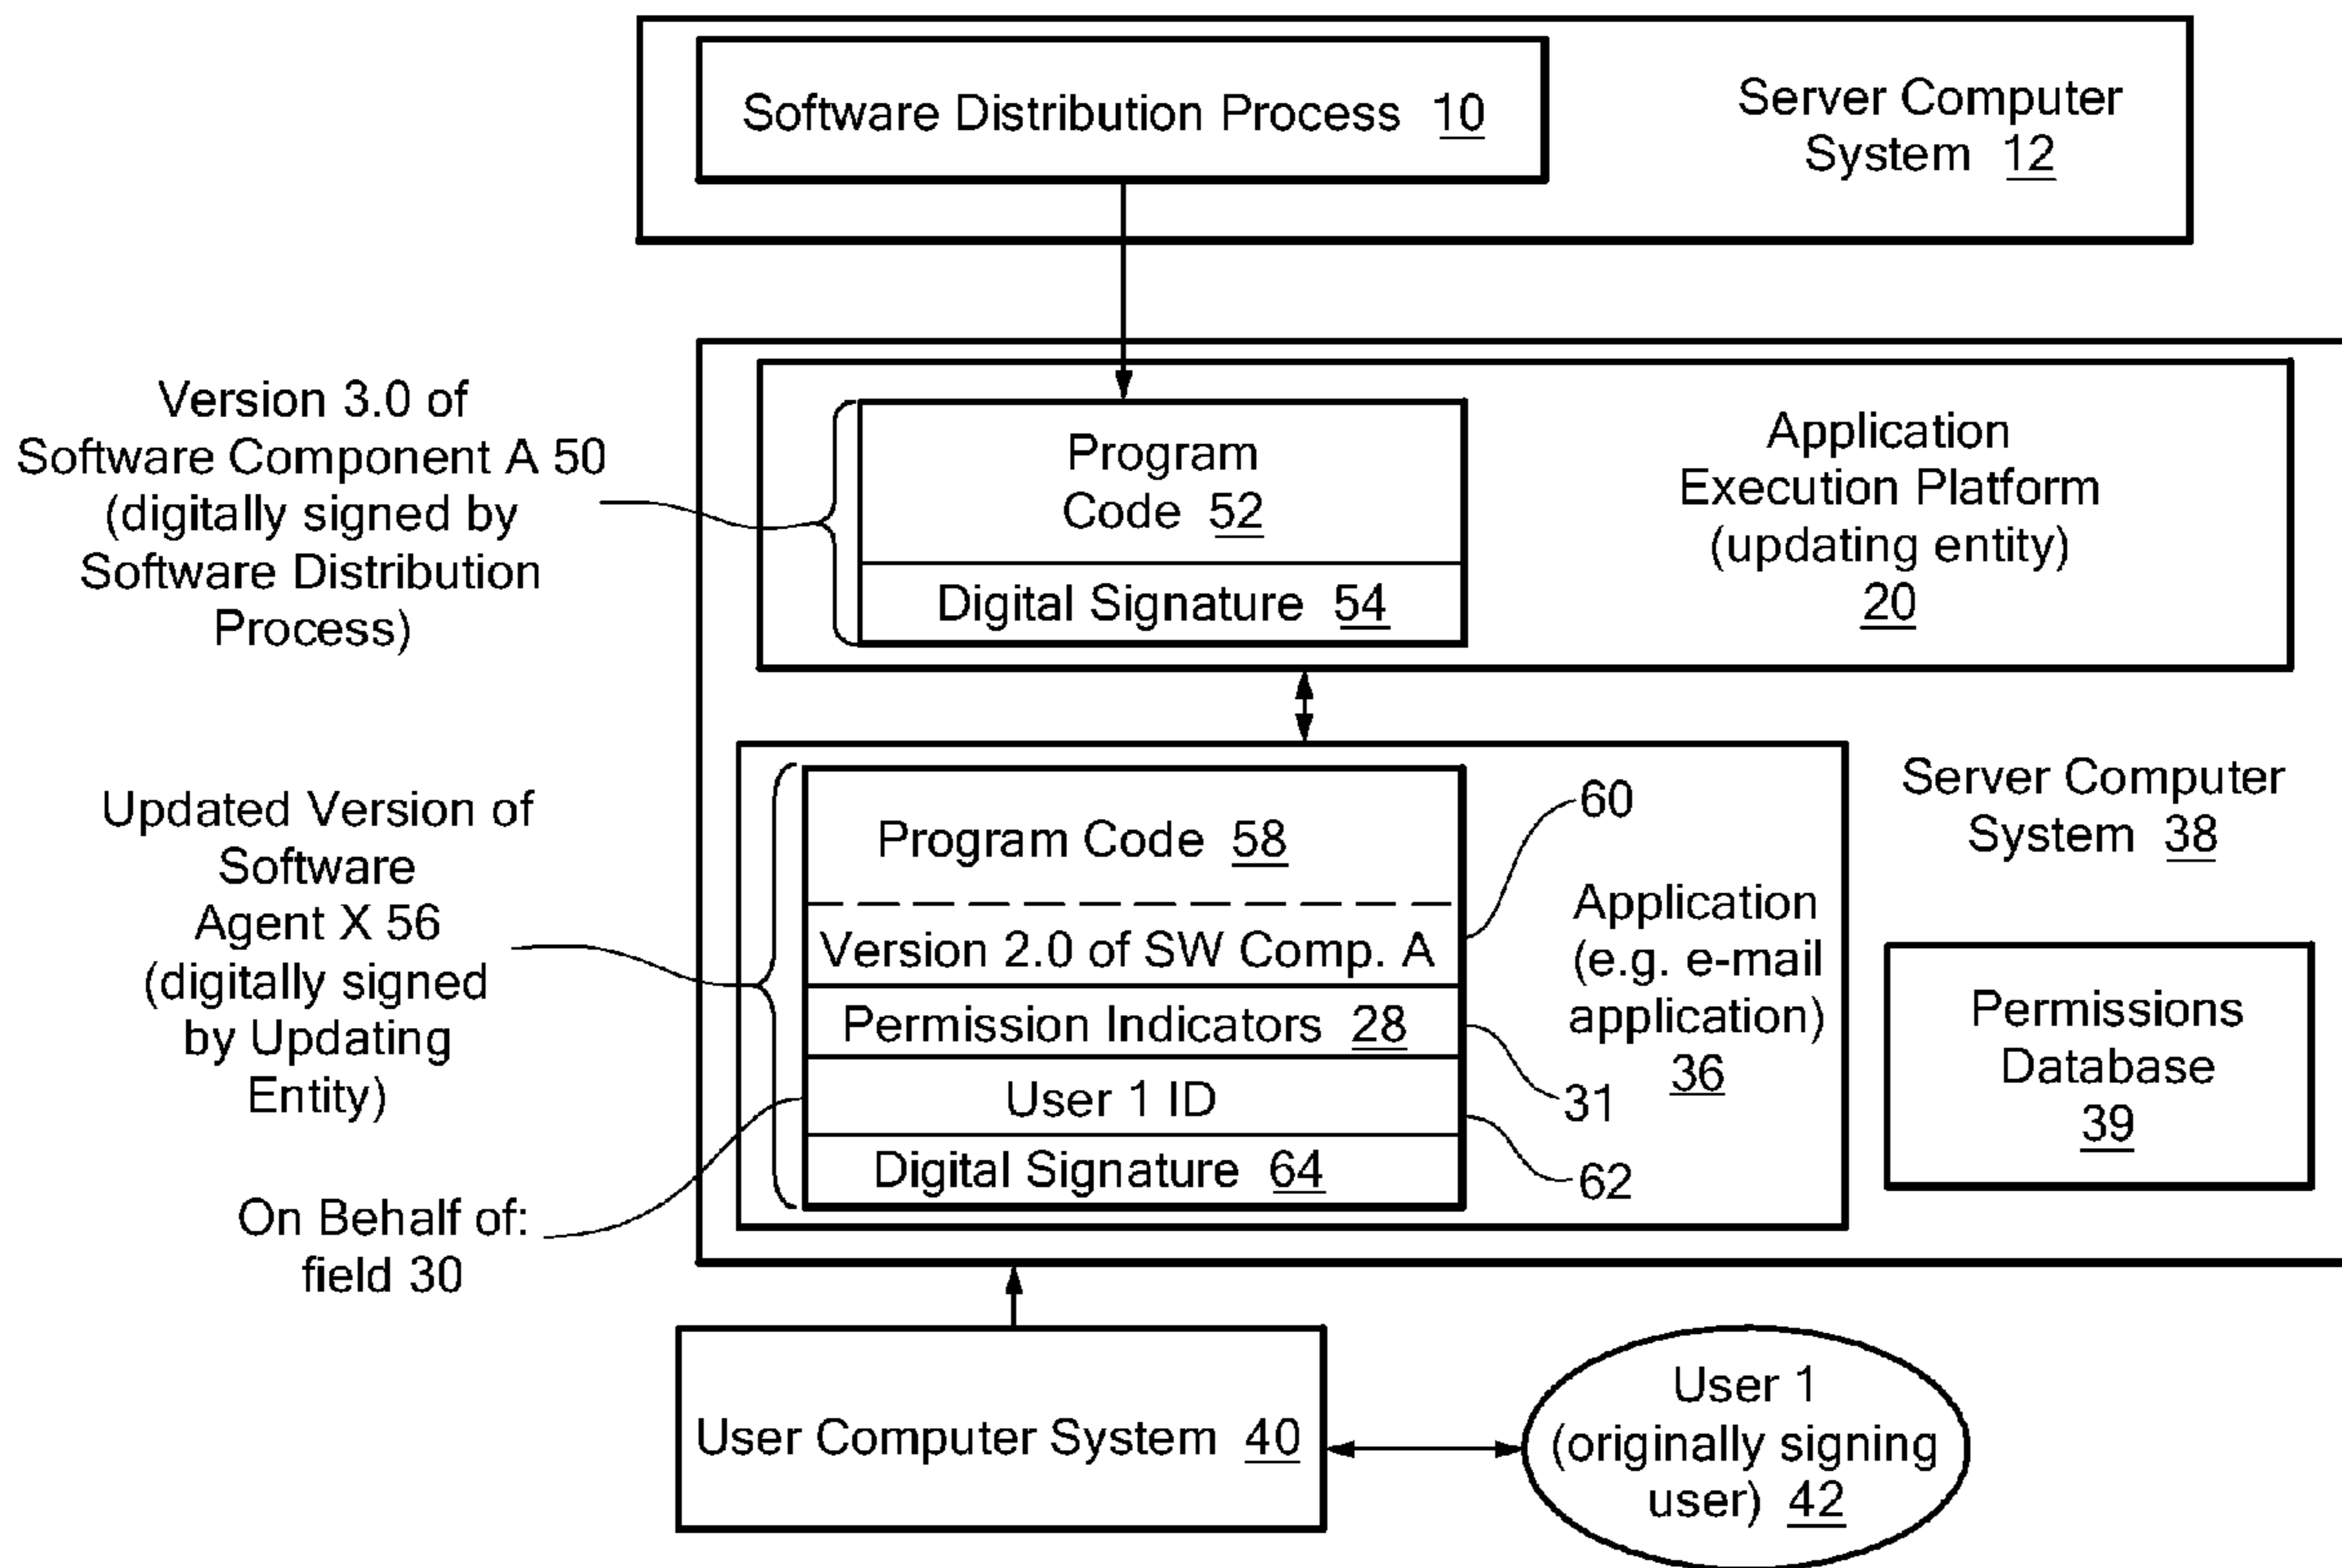 Software Distribution Process 10
Server Computer
System 12
Version 3.0 of
Software Component A 50
(digitally signed by
Software Distribution
Process)
Program
Code 52
Digital Signature 54
Application
Execution Platform
(updating entity)
20
Updated Version of
Software
Agent X 56
(digitally signed
by Updating
Entity)
On Behalf of:
field 30
Program Code 58
Version 2.0 of SW Comp. A
Permission Indicators 28
User 1 ID
Digital Signature 64
60
31
62
Application
(e.g. e-mail
application)
36
Server Computer
System 38
Permissions
Database
39
User Computer System 40
User 1
(originally signing
user) 42